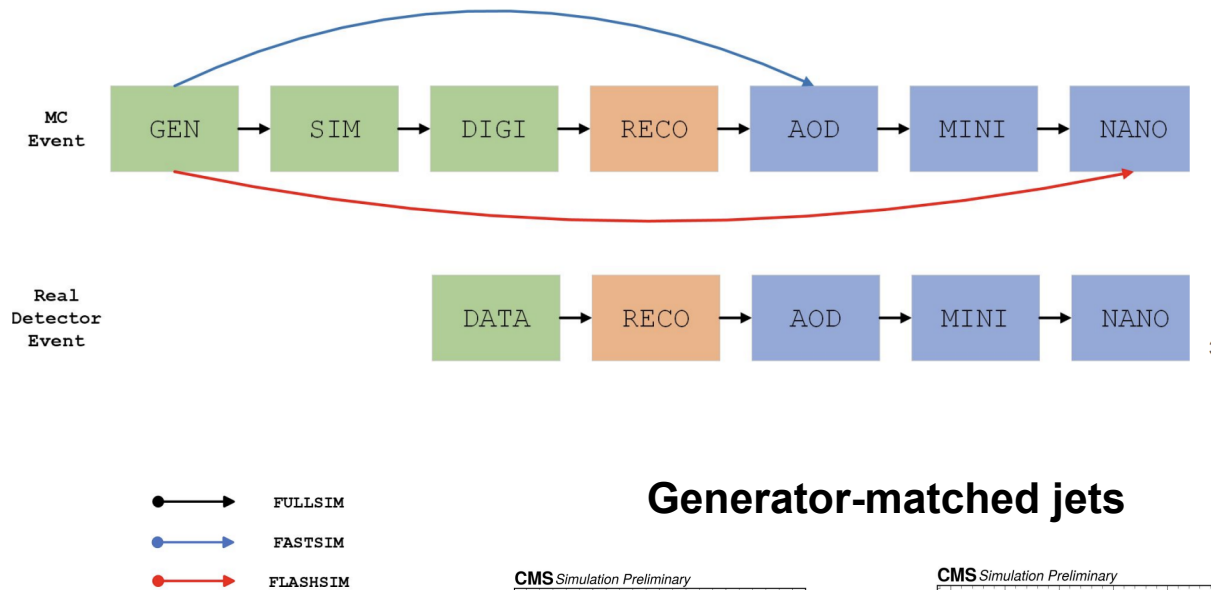 MC
Event
GEN
SIM
DIGI
RECO
AOD
MINI
NANO
Real
Detector
Event
DATA
RECO
AOD
MINI
NANO
FULLSIM
FASTSIM
FLASHSIM
Generator-matched jets
CMS Simulation Preliminary
CMS Simulation Preliminary